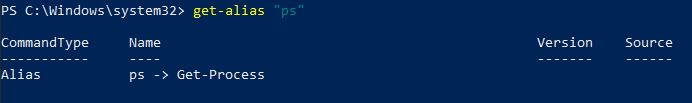 PS C:\Windows\system32> get-alias "ps"
CommandType     Name                                               Version    Source
-----------     ----                                               -------    ------
Alias           ps -> Get-Process